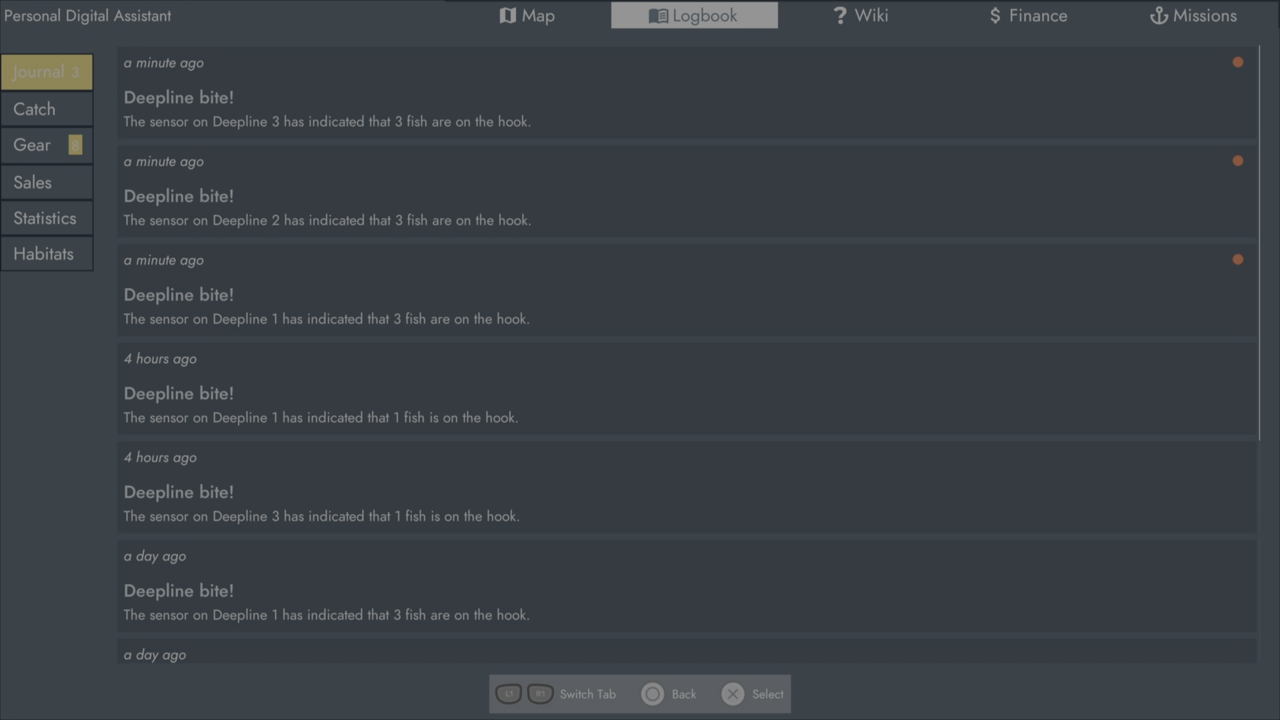 Personal Digital Assistant
Map
Logbook
? Wiki
$ Finance
Missions
Journal 3
Catch
Gear 8
Sales
Statistics
Habitats
a minute ago
Deepline bite!
The sensor on Deepline 3 has indicated that 3 fish are on the hook.
a minute ago
Deepline bite!
The sensor on Deepline 2 has indicated that 3 fish are on the hook.
a minute ago
Deepline bite!
The sensor on Deepline 1 has indicated that 3 fish are on the hook.
4 hours ago
Deepline bite!
The sensor on Deepline 1 has indicated that 1 fish is on the hook.
4 hours ago
Deepline bite!
The sensor on Deepline 3 has indicated that 1 fish is on the hook.
a day ago
Deepline bite!
The sensor on Deepline 1 has indicated that 3 fish are on the hook.
a day ago
L1 R1 Switch Tab Back Select